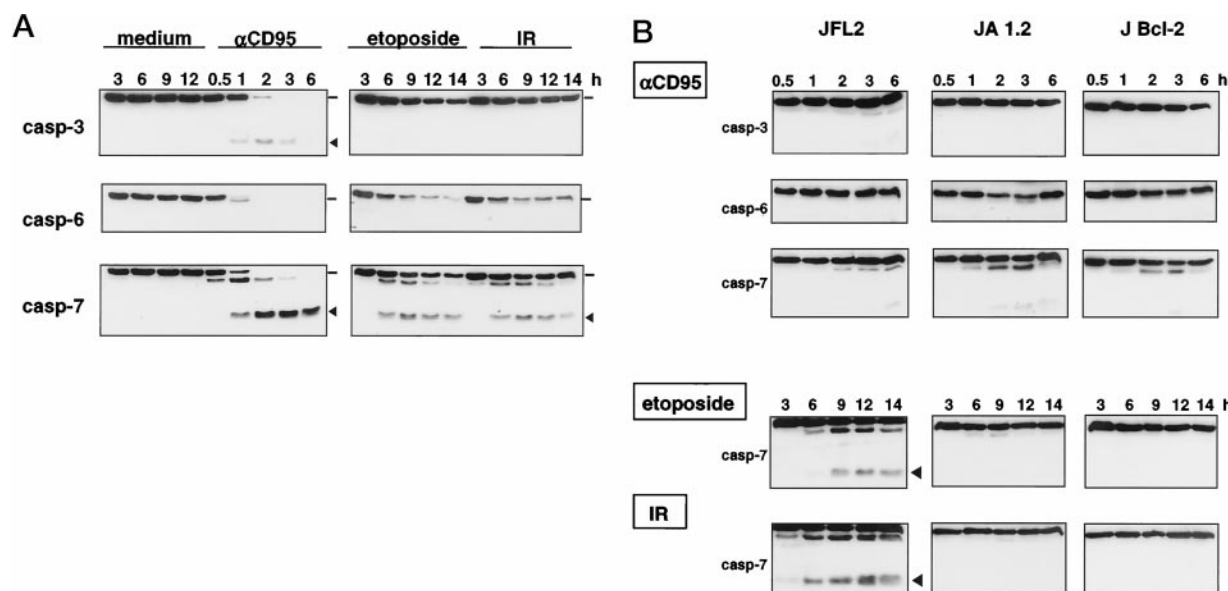 A
medium αCD95 etoposide IR
3 6 9 12 0.5 1 2 3 6 3 6 9 12 14 3 6 9 12 14 h
casp-3
casp-6
casp-7
B
JFL2 JA 1.2 J Bcl-2
αCD95
0.5 1 2 3 6 0.5 1 2 3 6 0.5 1 2 3 6 h
casp-3
casp-6
casp-7
etoposide
3 6 9 12 14 3 6 9 12 14 3 6 9 12 14 h
casp-7
IR
casp-7